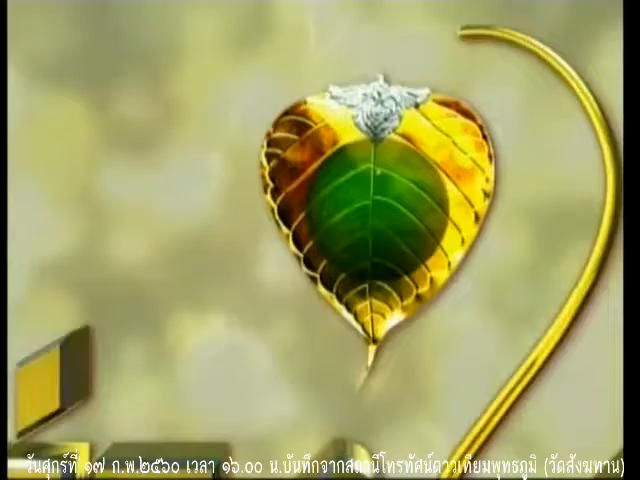 วันศุกร์ที่ ๑๗ ก.พ.๒๕๖๐ เวลา ๑๖.๐๐ น.บันทึกจากสถานีโทรทัศน์ดาวเทียมพุทธภูมิ (วัดสังฆทาน)